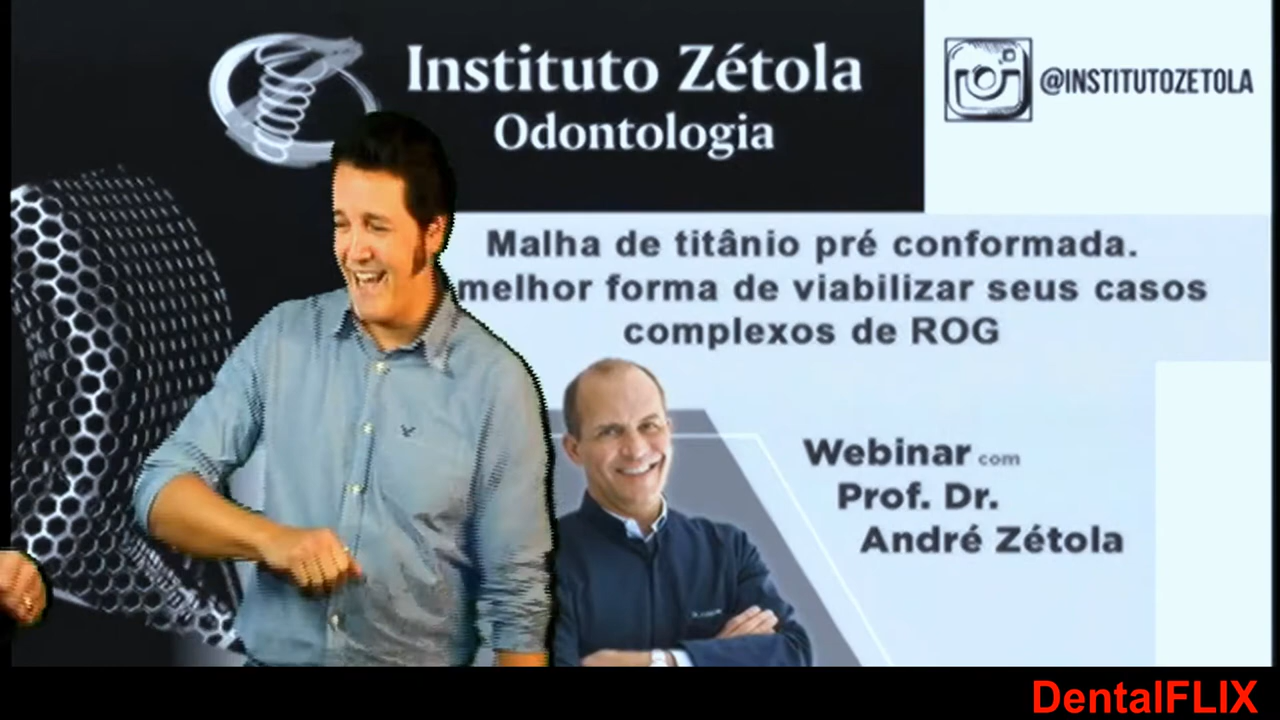 Instituto Zétola
Odontologia
@INSTITUTOZETOLA
Malha de titânio pré conformada.
melhor forma de viabilizar seus casos
complexos de ROG
Webinar com
Prof. Dr.
André Zétola
DentalFLIX